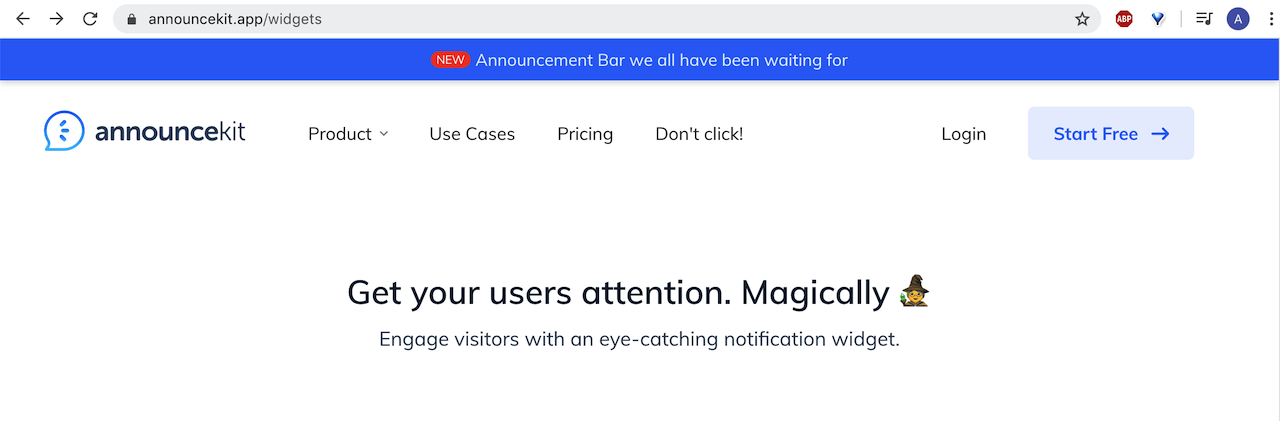 announcekit.app/widgets
ABP
A
NEW Announcement Bar we all have been waiting for
announcekit Product Use Cases Pricing Don't click! Login Start Free →
Get your users attention. Magically 🧙
Engage visitors with an eye-catching notification widget.